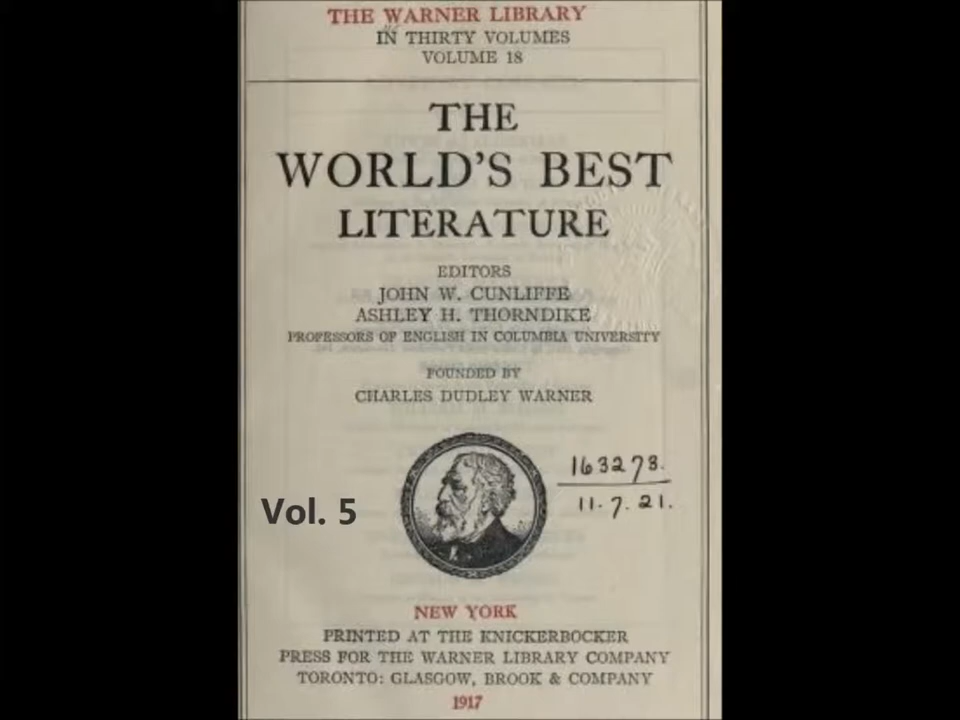 THE WARNER LIBRARY
IN THIRTY VOLUMES
VOLUME 18
THE
WORLD'S BEST
LITERATURE
EDITORS
JOHN W. CUNLIFFE
ASHLEY H. THORNDIKE
PROFESSORS OF ENGLISH IN COLUMBIA UNIVERSITY
FOUNDED BY
CHARLES DUDLEY WARNER
163273.
11. 7. 21.
Vol. 5
NEW YORK
PRINTED AT THE KNICKERBOCKER
PRESS FOR THE WARNER LIBRARY COMPANY
TORONTO: GLASGOW, BROOK & COMPANY
1917